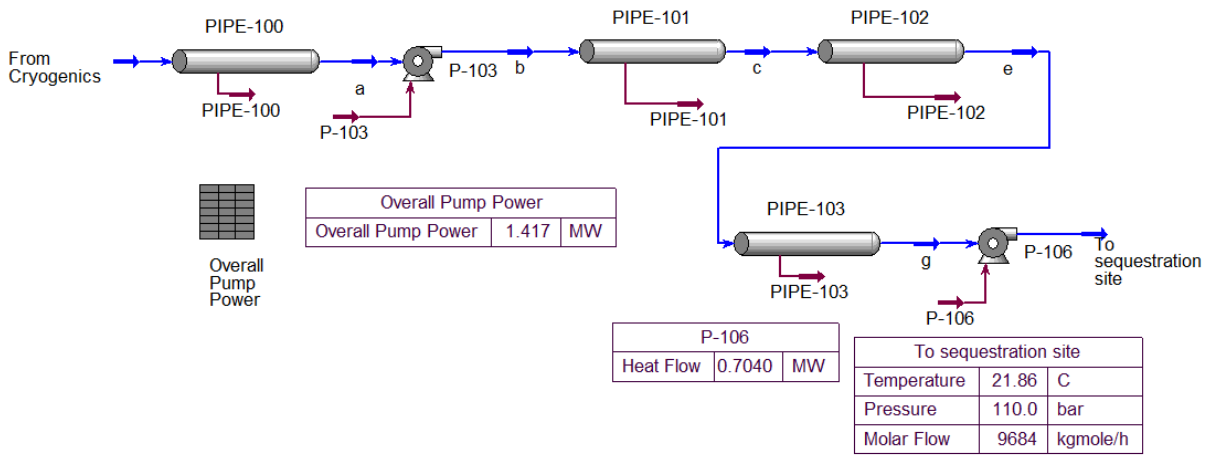 PIPE-100
From
Cryogenics
a
PIPE-100
P-103
P-103
b
PIPE-101
c
PIPE-101
PIPE-102
e
PIPE-102
Overall Pump Power
Overall Pump Power 1.417 MW
Overall
Pump
Power
PIPE-103
g
PIPE-103
P-106
To
sequestration
site
P-106
P-106
Heat Flow 0.7040 MW
To sequestration site
Temperature 21.86 C
Pressure 110.0 bar
Molar Flow 9684 kgmole/h